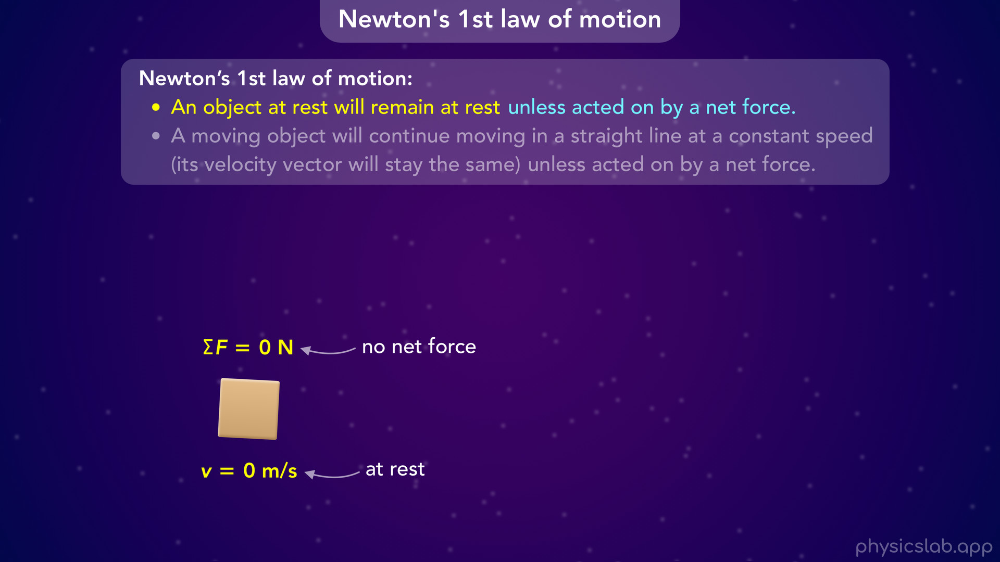 Newton's 1st law of motion
Newton’s 1st law of motion:
• An object at rest will remain at rest unless acted on by a net force.
• A moving object will continue moving in a straight line at a constant speed
(its velocity vector will stay the same) unless acted on by a net force.
ΣF = 0 N no net force
v = 0 m/s at rest
physicslab.app